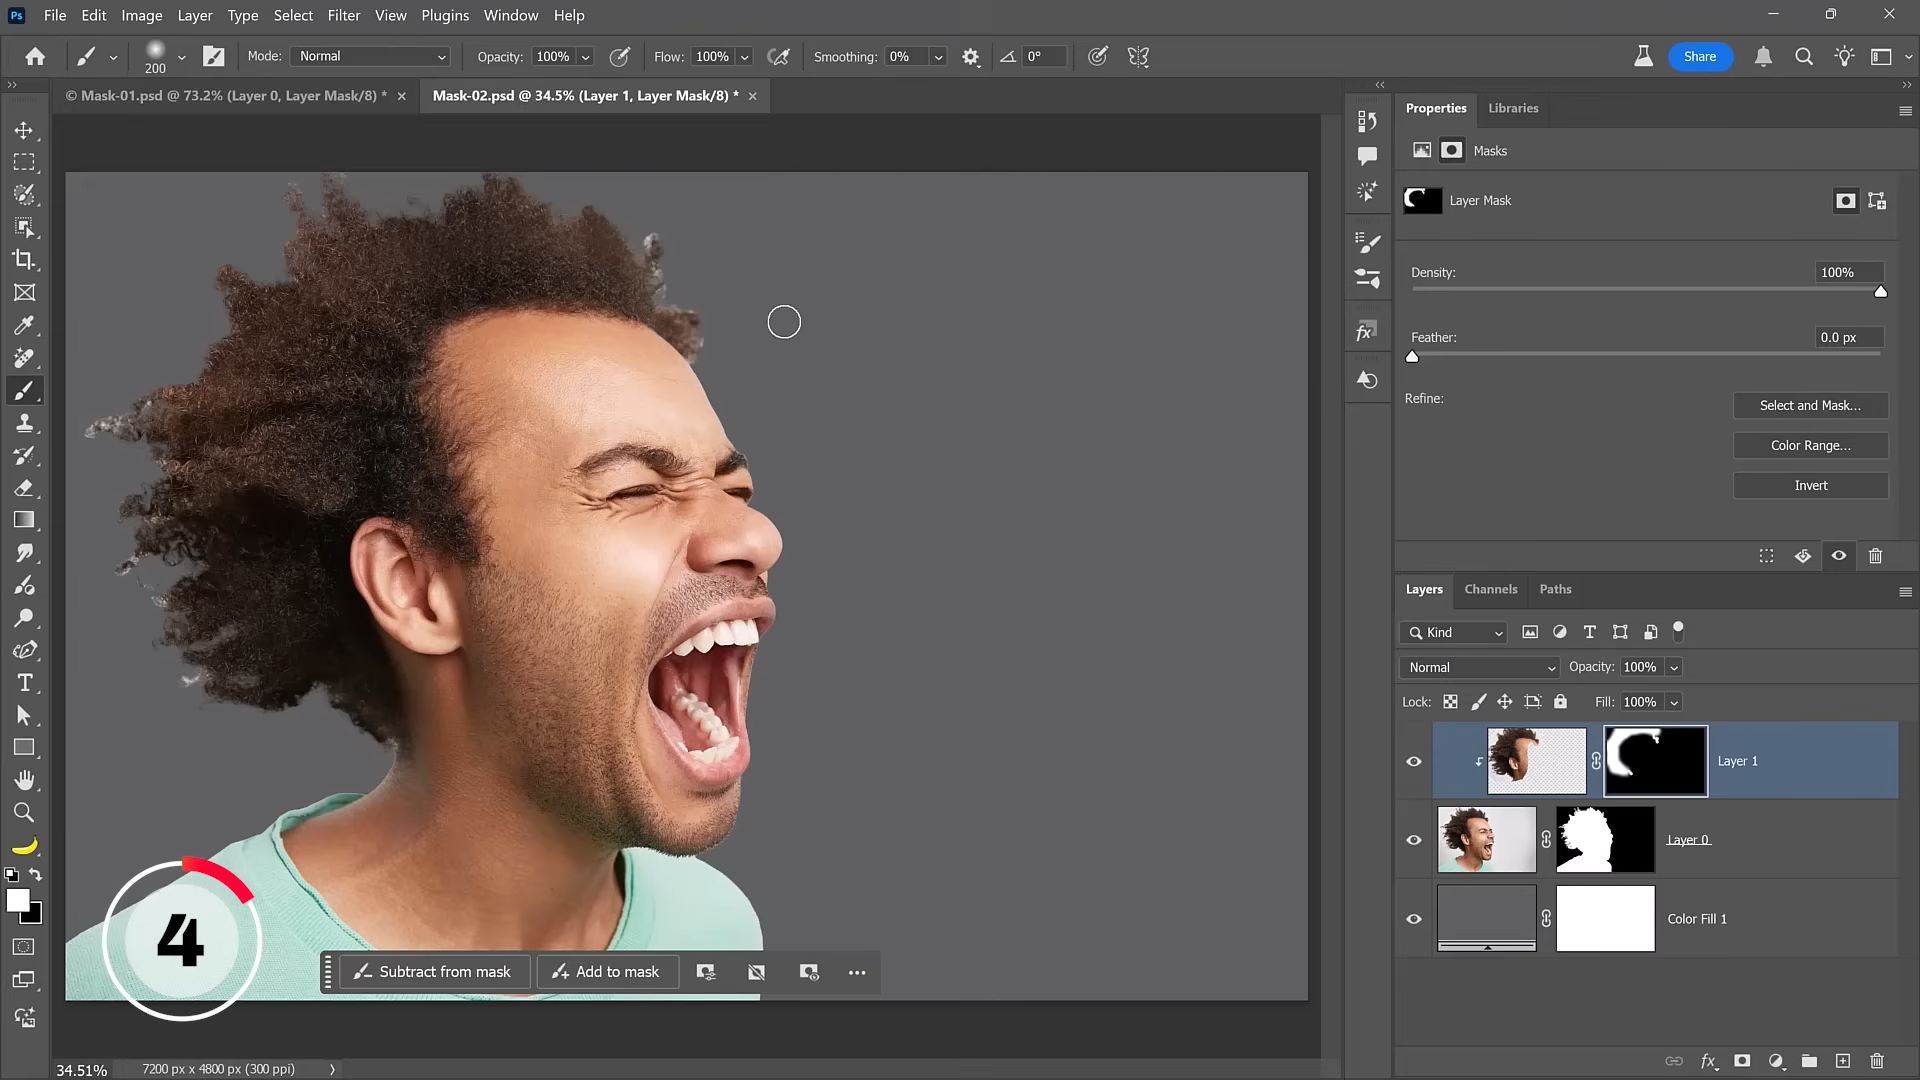 Ps File Edit Image Layer Type Select Filter View Plugins Window Help
200 Mode: Normal Opacity: 100% Flow: 100% Smoothing: 0% 0° Share
© Mask-01.psd @ 73.2% (Layer 0, Layer Mask/8) * × Mask-02.psd @ 34.5% (Layer 1, Layer Mask/8) * ×
Properties Libraries
Masks
Layer Mask
Density: 100%
Feather: 0.0 px
Refine:
Select and Mask...
Color Range...
Invert
Layers Channels Paths
Kind
Normal Opacity: 100%
Lock: Fill: 100%
Layer 1
Layer 0
Color Fill 1
4
Subtract from mask Add to mask
34.51% 7200 px x 4800 px (300 ppi)